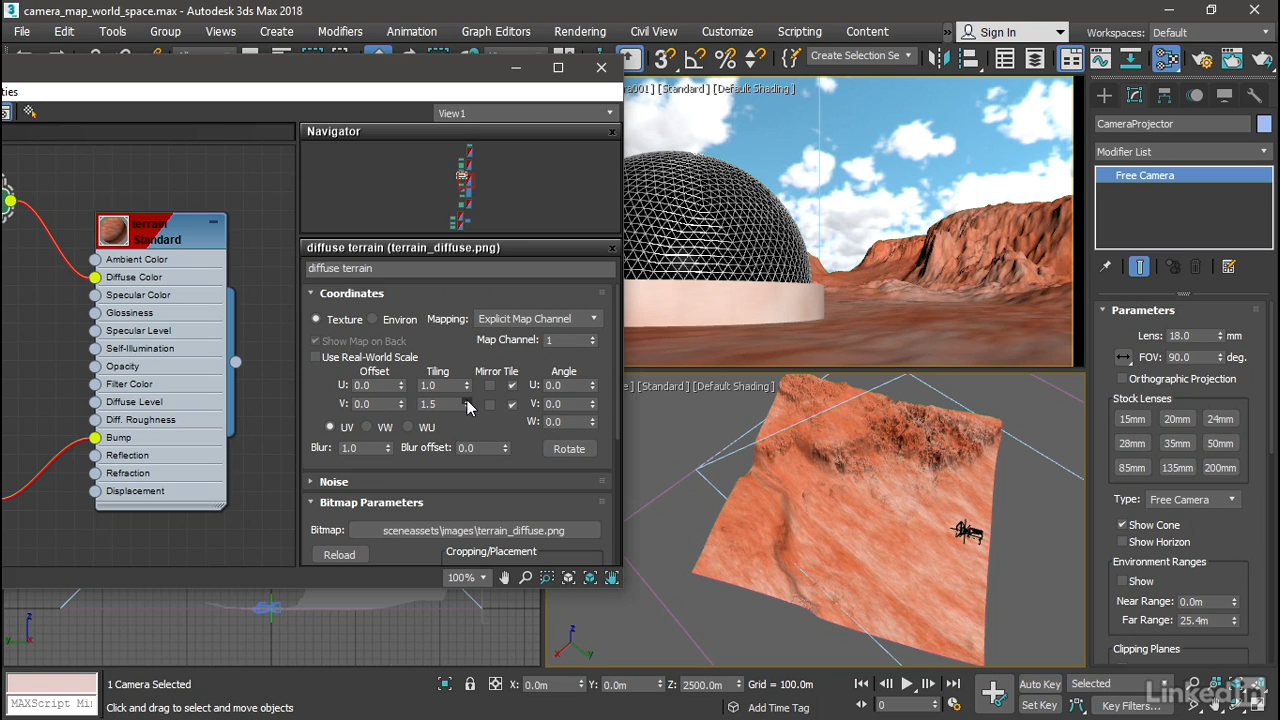 camera_map_world_space.max - Autodesk 3ds Max 2018
File Edit Tools Group Views Create Modifiers Animation Graph Editors Rendering Civil View Customize Scripting Content
Sign In
Workspaces: Default
Create Selection Se
ties
View1
Navigator
diffuse terrain (terrain_diffuse.png)
diffuse terrain
Coordinates
Texture Environ Mapping: Explicit Map Channel
Show Map on Back Map Channel: 1
Use Real-World Scale
Offset Tiling Mirror Tile Angle
U: 0.0 1.0 U: 0.0
V: 0.0 1.5 V: 0.0
W: 0.0
UV VW WU
Blur: 1.0 Blur offset: 0.0 Rotate
Noise
Bitmap Parameters
Bitmap: sceneassets\images\terrain_diffuse.png
Reload Cropping/Placement
100%
terrain
Standard
Ambient Color
Diffuse Color
Specular Color
Glossiness
Specular Level
Self-Illumination
Opacity
Filter Color
Diffuse Level
Diff. Roughness
Bump
Reflection
Refraction
Displacement
ra001] [Standard] [Default Shading]
e ] [Standard] [Default Shading]
CameraProjector
Modifier List
Free Camera
Parameters
Lens: 18.0 mm
FOV: 90.0 deg.
Orthographic Projection
Stock Lenses
15mm 20mm 24mm
28mm 35mm 50mm
85mm 135mm 200mm
Type: Free Camera
Show Cone
Show Horizon
Environment Ranges
Show
Near Range: 0.0m
Far Range: 25.4m
Clipping Planes
z
y
x
z
x
y
1 Camera Selected
MAXScript Mi
Click and drag to select and move objects
X: 0.0m Y: 0.0m Z: 2500.0m Grid = 100.0m
Add Time Tag
0
Auto Key Selected
Set Key Key Filters...
LinkedIn